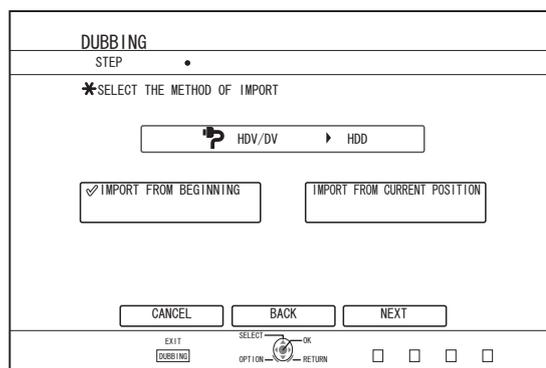 DUBBING
STEP
SELECT THE METHOD OF IMPORT
HDV/DV HDD
IMPORT FROM BEGINNING
IMPORT FROM CURRENT POSITION
CANCEL BACK NEXT
EXIT
DUBBING
SELECT OK
OPTION RETURN